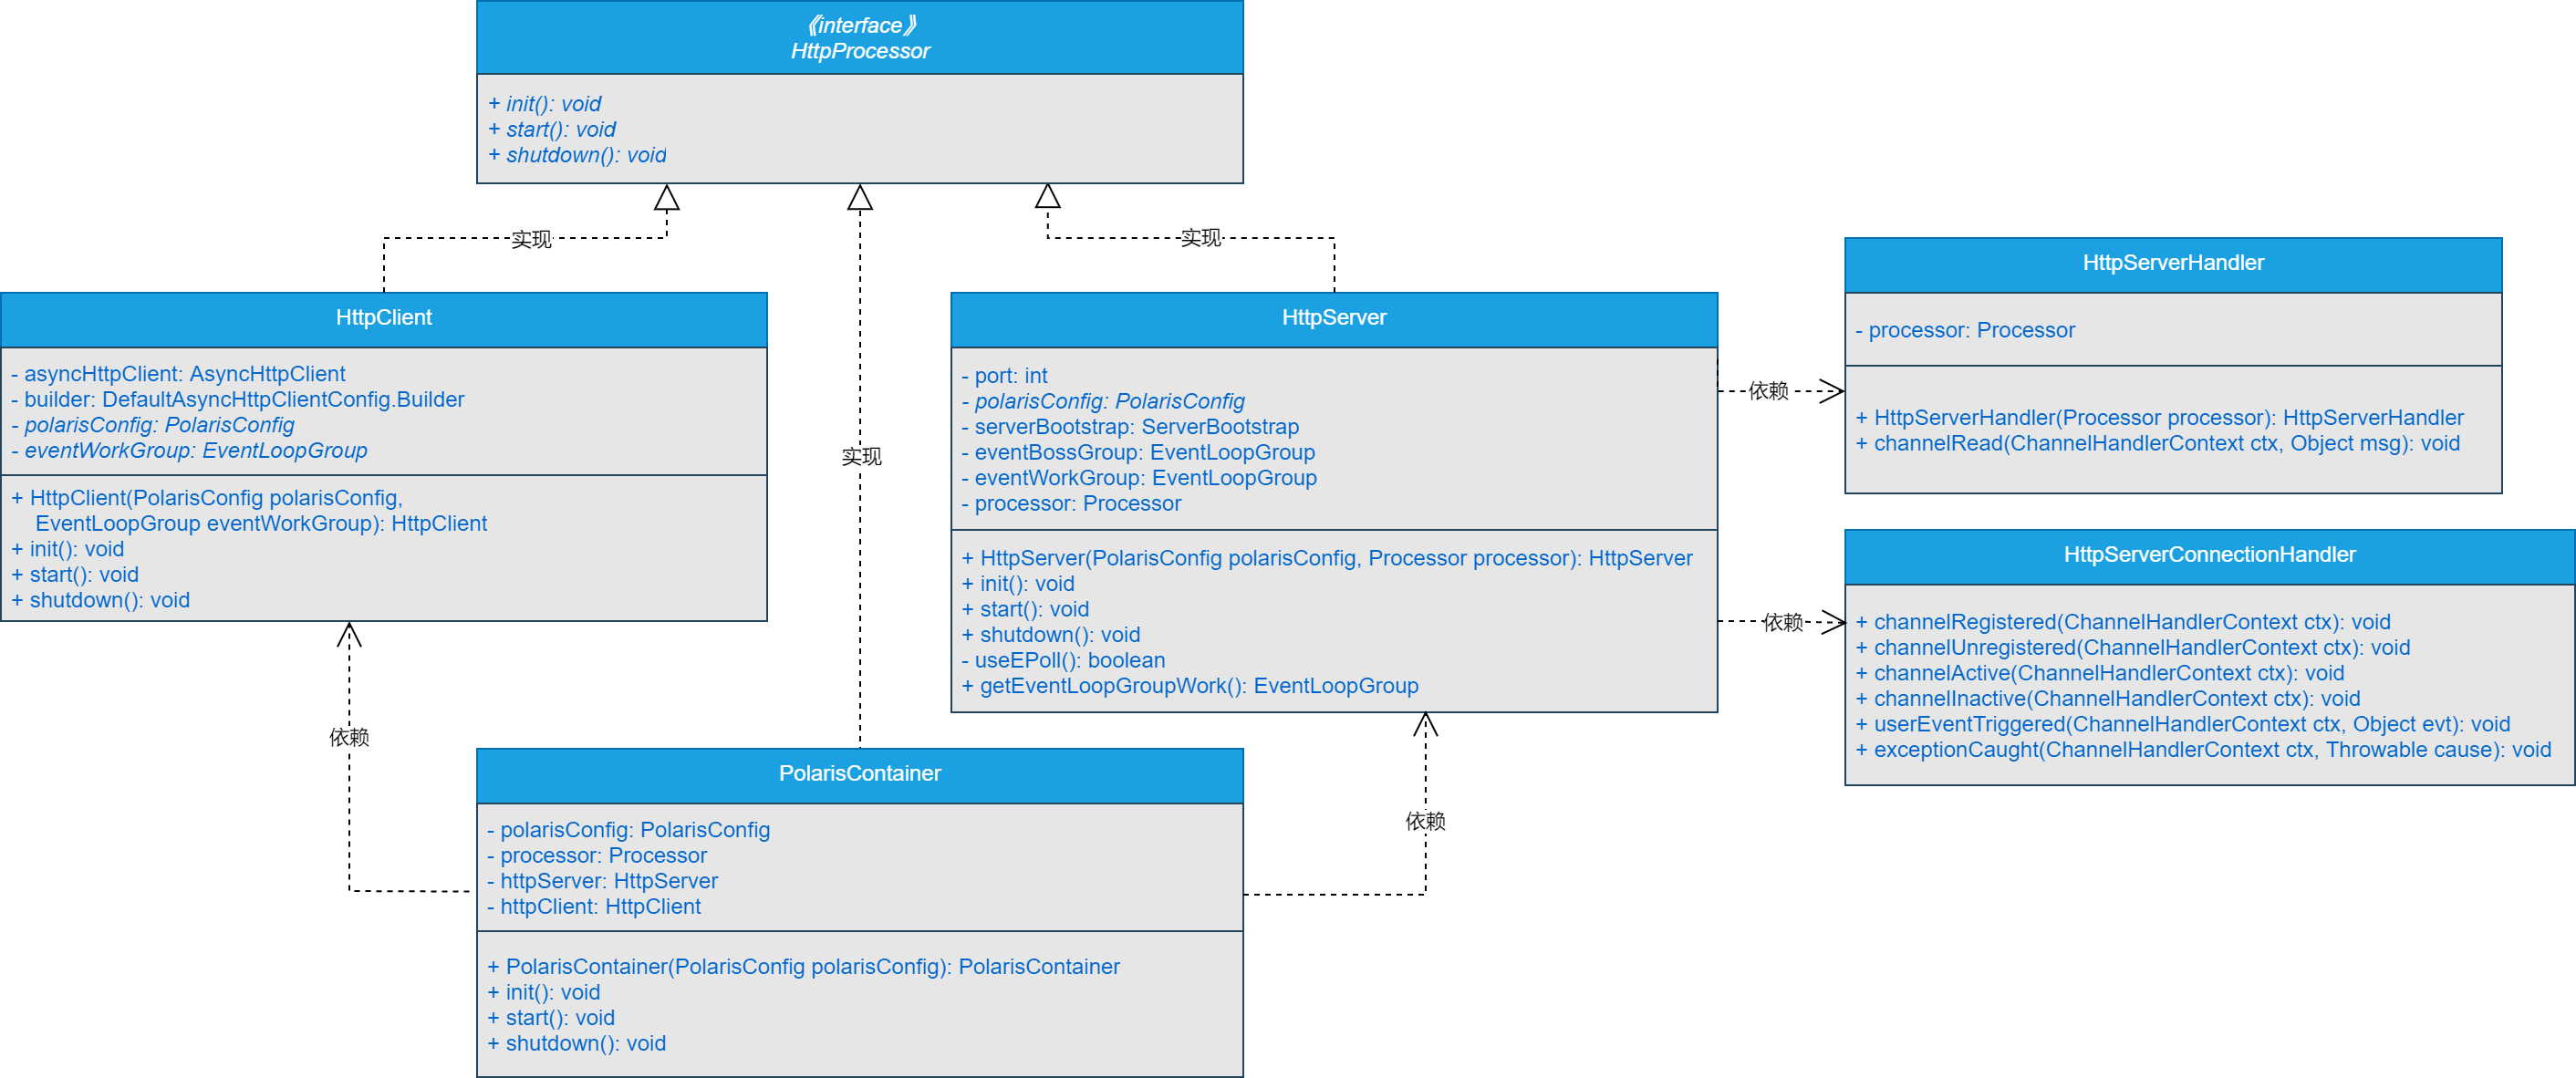 《interface》
HttpProcessor
+ init(): void
+ start(): void
+ shutdown(): void
实现
实现
实现
HttpClient
- asyncHttpClient: AsyncHttpClient
- builder: DefaultAsyncHttpClientConfig.Builder
- polarisConfig: PolarisConfig
- eventWorkGroup: EventLoopGroup
+ HttpClient(PolarisConfig polarisConfig,
EventLoopGroup eventWorkGroup): HttpClient
+ init(): void
+ start(): void
+ shutdown(): void
HttpServer
- port: int
- polarisConfig: PolarisConfig
- serverBootstrap: ServerBootstrap
- eventBossGroup: EventLoopGroup
- eventWorkGroup: EventLoopGroup
- processor: Processor
+ HttpServer(PolarisConfig polarisConfig, Processor processor): HttpServer
+ init(): void
+ start(): void
+ shutdown(): void
- useEPoll(): boolean
+ getEventLoopGroupWork(): EventLoopGroup
依赖
依赖
HttpServerHandler
- processor: Processor
+ HttpServerHandler(Processor processor): HttpServerHandler
+ channelRead(ChannelHandlerContext ctx, Object msg): void
HttpServerConnectionHandler
+ channelRegistered(ChannelHandlerContext ctx): void
+ channelUnregistered(ChannelHandlerContext ctx): void
+ channelActive(ChannelHandlerContext ctx): void
+ channelInactive(ChannelHandlerContext ctx): void
+ userEventTriggered(ChannelHandlerContext ctx, Object evt): void
+ exceptionCaught(ChannelHandlerContext ctx, Throwable cause): void
依赖
依赖
PolarisContainer
- polarisConfig: PolarisConfig
- processor: Processor
- httpServer: HttpServer
- httpClient: HttpClient
+ PolarisContainer(PolarisConfig polarisConfig): PolarisContainer
+ init(): void
+ start(): void
+ shutdown(): void